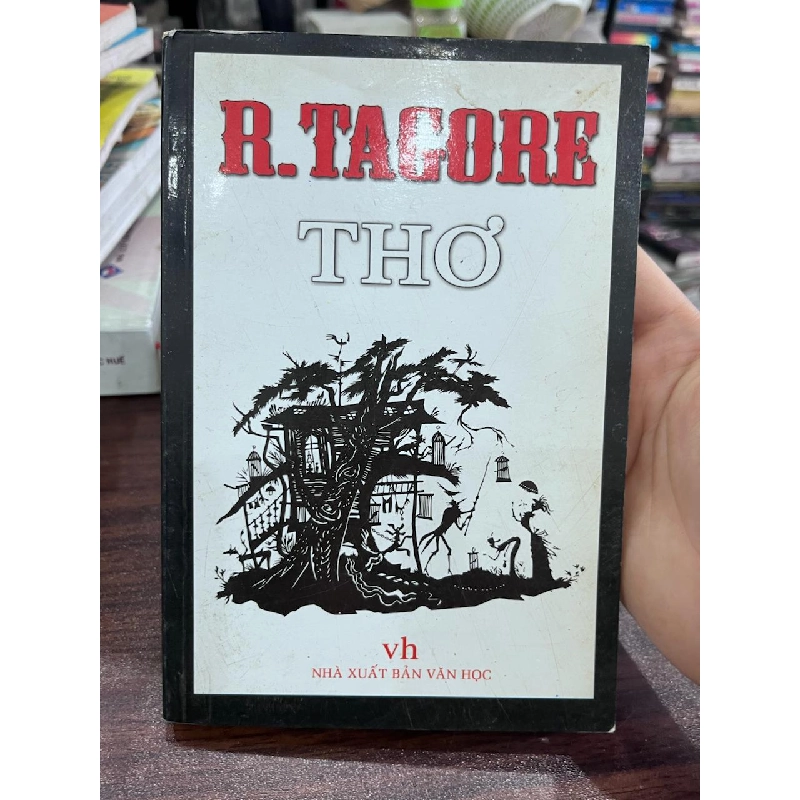 R. TAGORE
THƠ
vh
NHÀ XUẤT BẢN VĂN HỌC